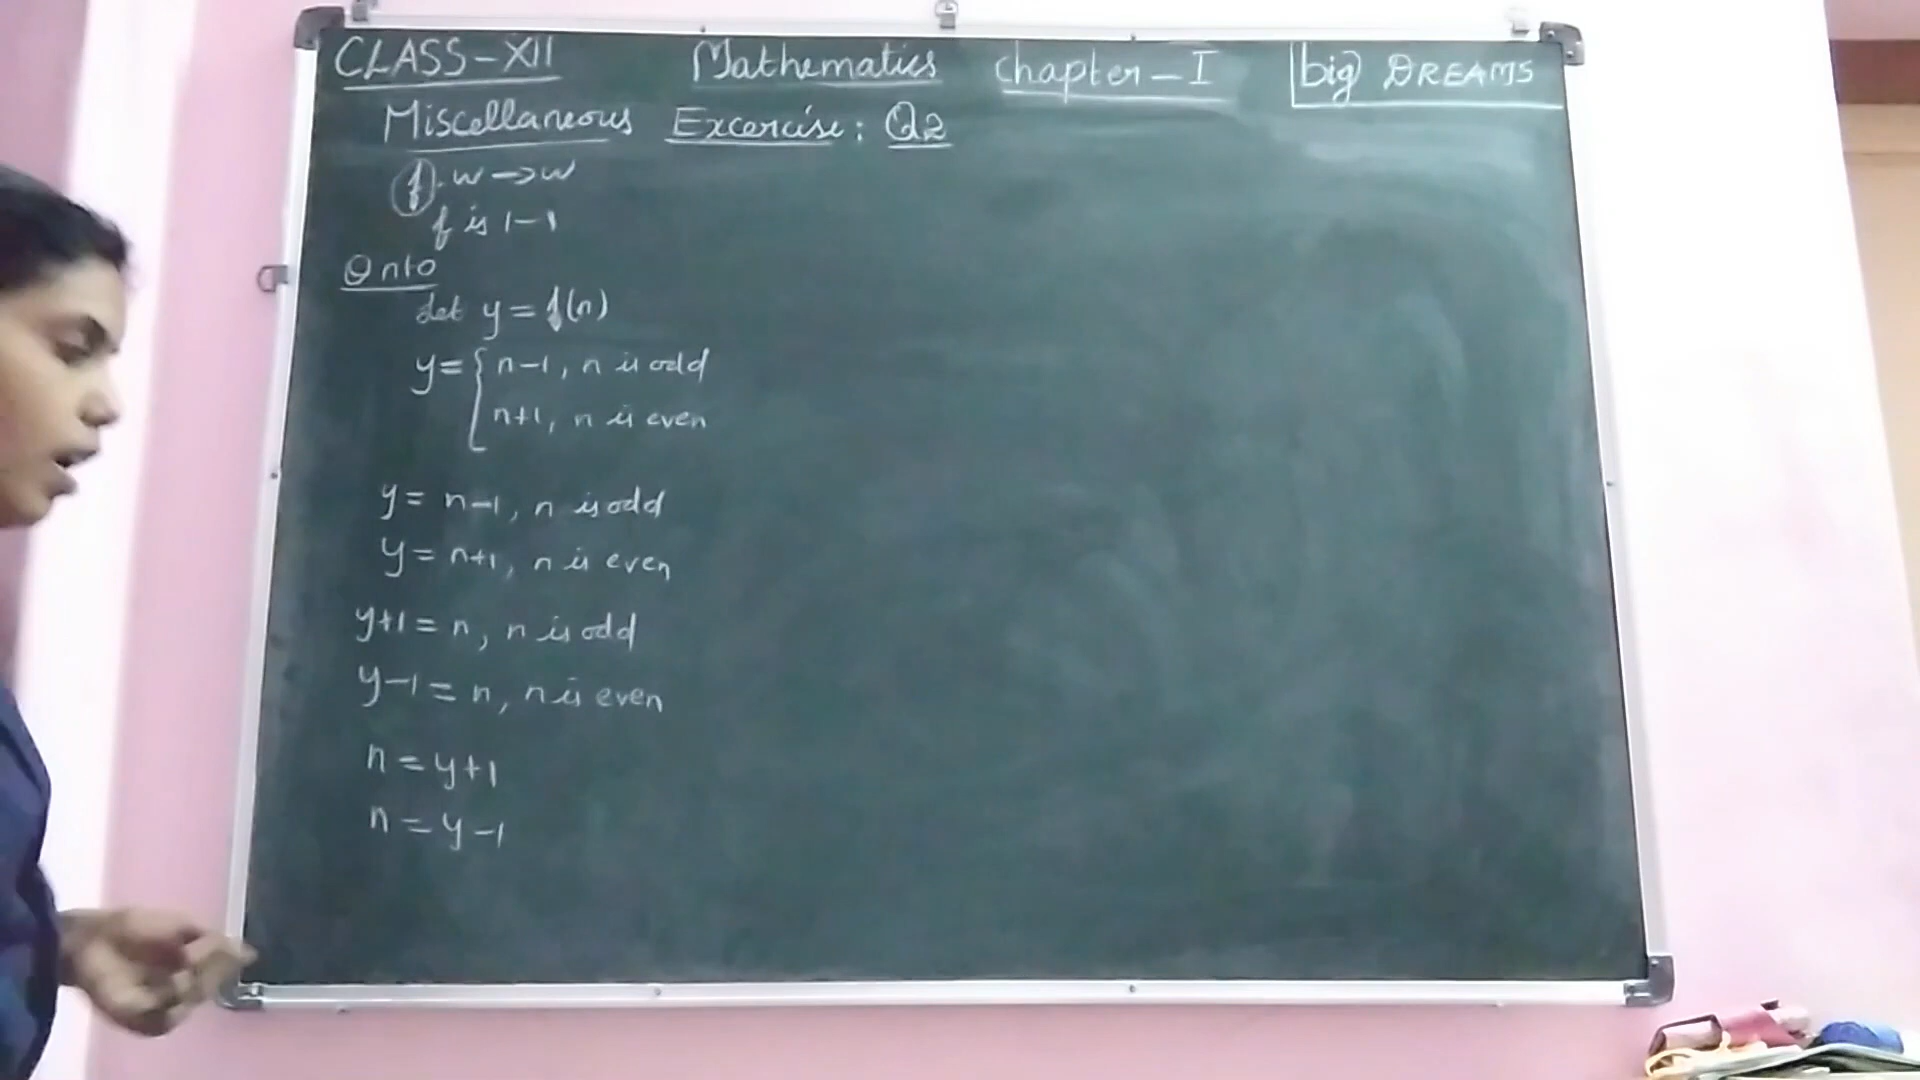 CLASS-XII Mathematics Chapter-I big DREAMS
Miscellaneous Excercise: Q2
f: W→W
f is 1-1
Onto
Let y = f(n)
y = { n-1, n is odd
n+1, n is even
y = n-1, n is odd
y = n+1, n is even
y+1 = n, n is odd
y-1 = n, n is even
n = y+1
n = y-1